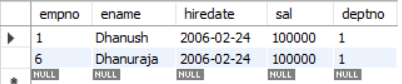 empno ename hiredate sal deptno
1 Dhanush 2006-02-24 100000 1
6 Dhanuraja 2006-02-24 100000 1
NULL NULL NULL NULL NULL